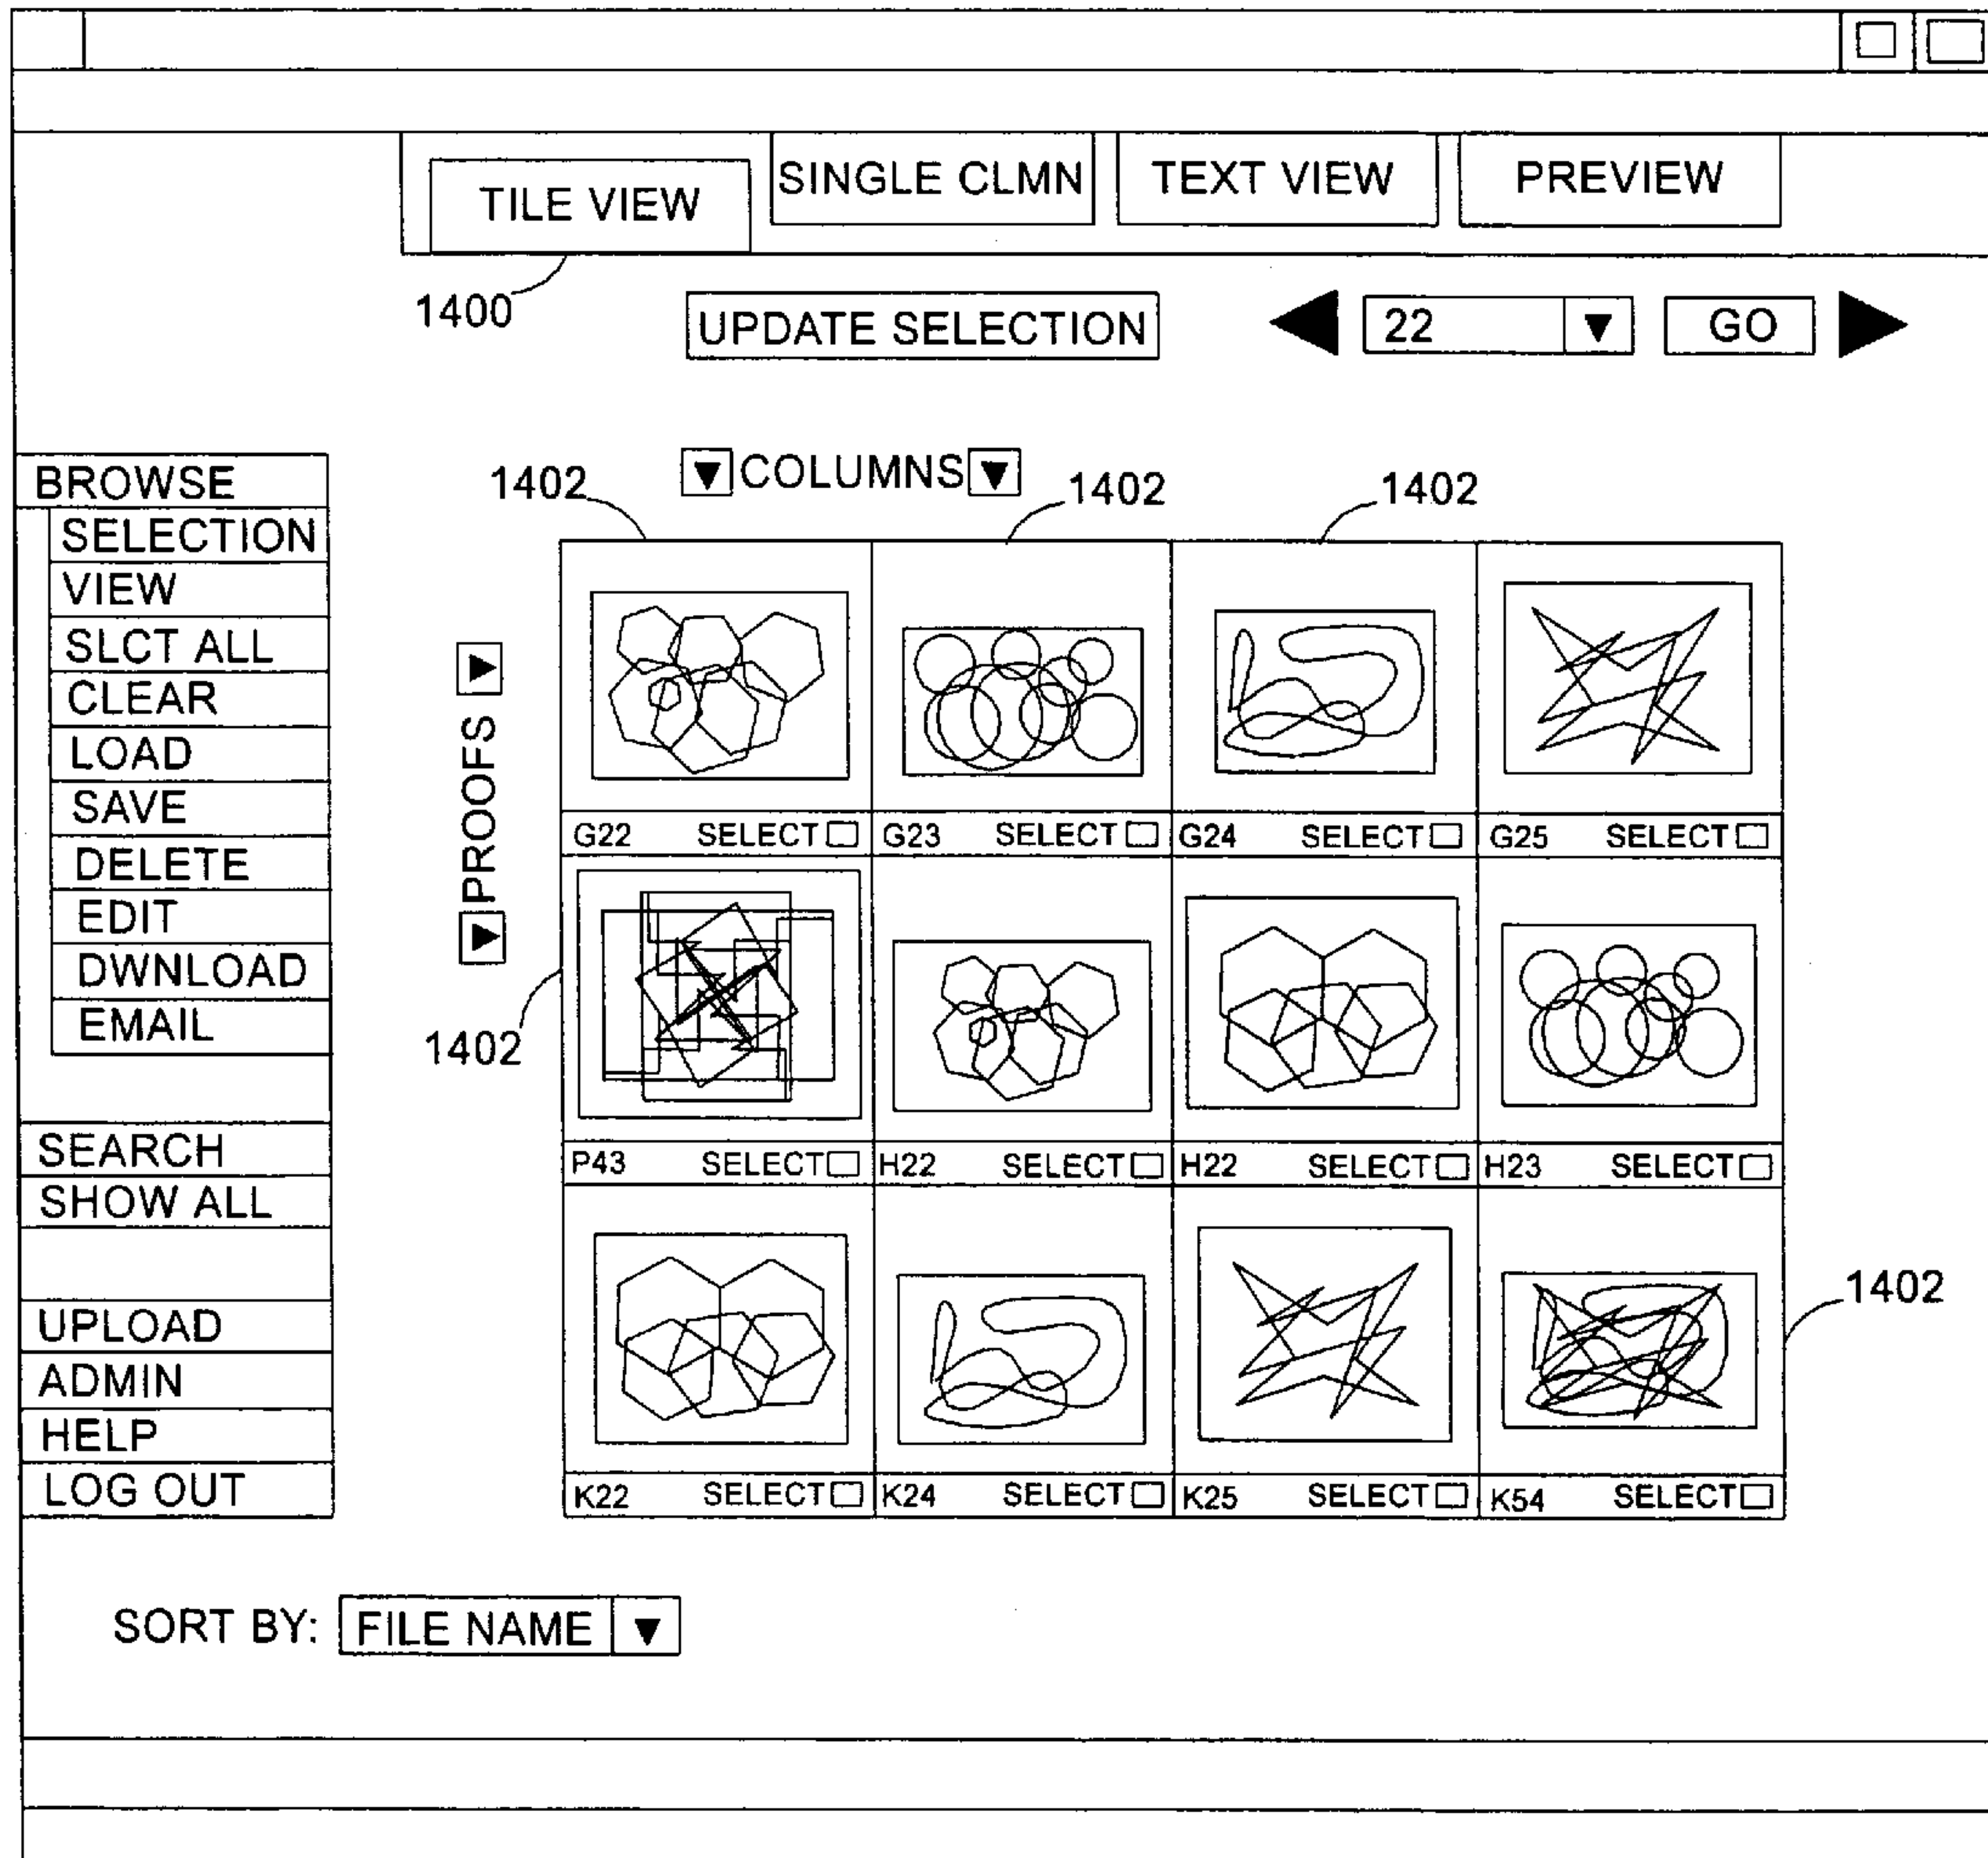 TILE VIEW
SINGLE CLMN
TEXT VIEW
PREVIEW
1400
UPDATE SELECTION
22
GO
BROWSE
SELECTION
VIEW
SLCT ALL
CLEAR
LOAD
SAVE
DELETE
EDIT
DWNLOAD
EMAIL
SEARCH
SHOW ALL
UPLOAD
ADMIN
HELP
LOG OUT
COLUMNS
1402
1402
1402
PROOFS
G22 SELECT
G23 SELECT
G24 SELECT
G25 SELECT
1402
P43 SELECT
H22 SELECT
H22 SELECT
H23 SELECT
1402
K22 SELECT
K24 SELECT
K25 SELECT
K54 SELECT
SORT BY: FILE NAME